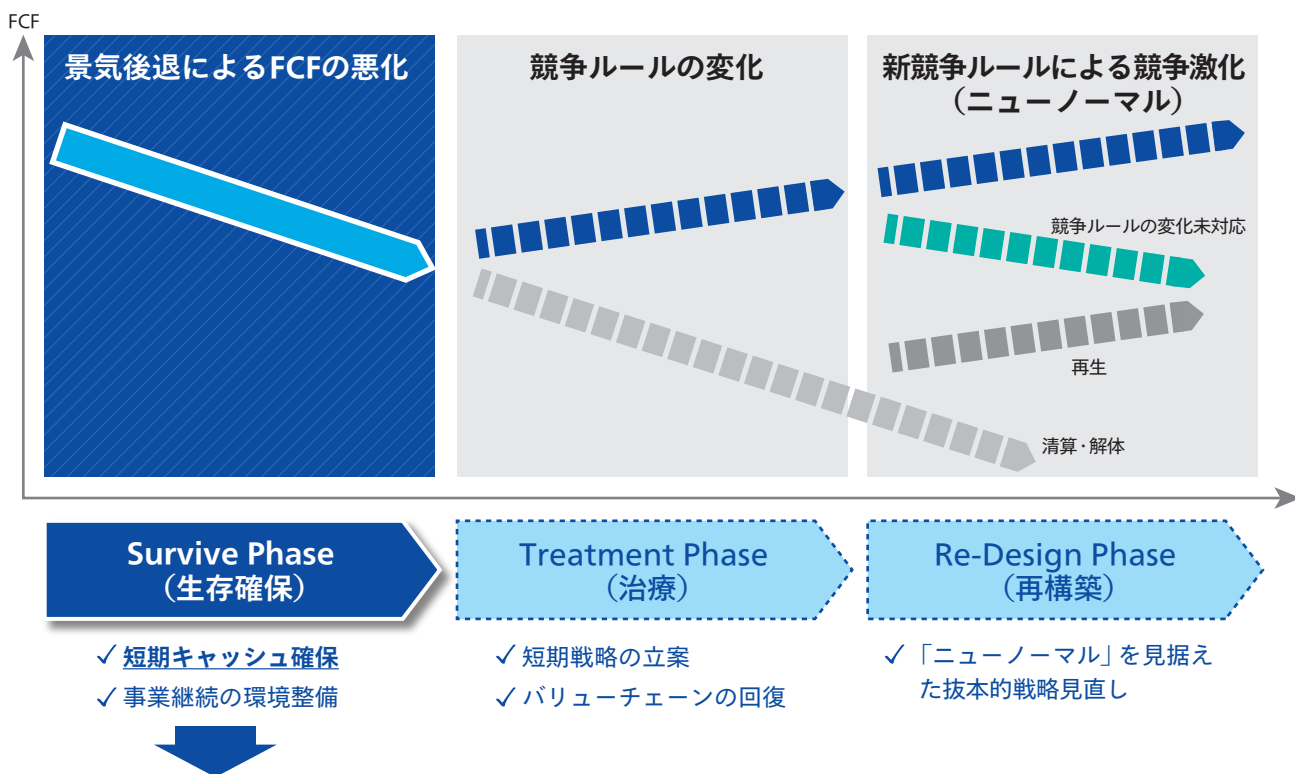 FCF
景気後退によるFCFの悪化
競争ルールの変化
新競争ルールによる競争激化
（ニューノーマル）
競争ルールの変化未対応
再生
清算・解体
Survive Phase
（生存確保）
✓ 短期キャッシュ確保
✓ 事業継続の環境整備
Treatment Phase
（治療）
✓ 短期戦略の立案
✓ バリューチェーンの回復
Re-Design Phase
（再構築）
✓ 「ニューノーマル」を見据え
た抜本的戦略見直し